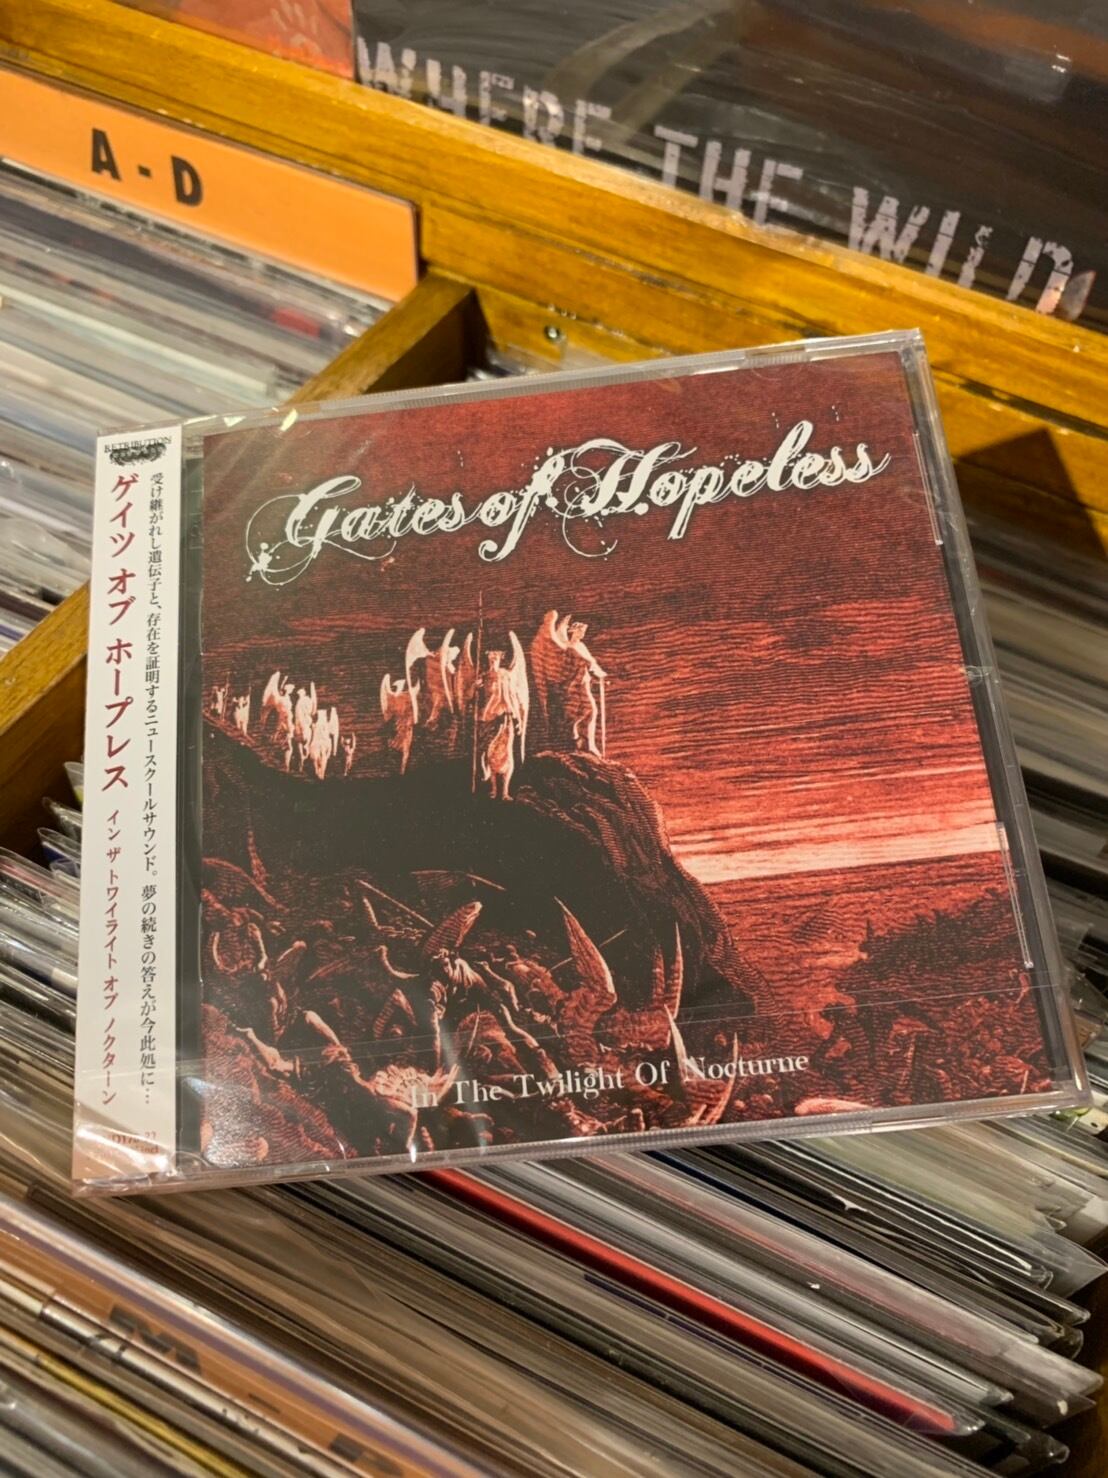 WHERE THE WILD
A - D
RETRIBUTION
受け継がれし遺伝子と、存在を証明するニュースクールサウンド。夢の続きの答えが今此処に…
ゲイツ オブ ホープレス イン ザ トワイライト オブ ノクターン
Gates of Hopeless
In The Twilight Of Nocturne